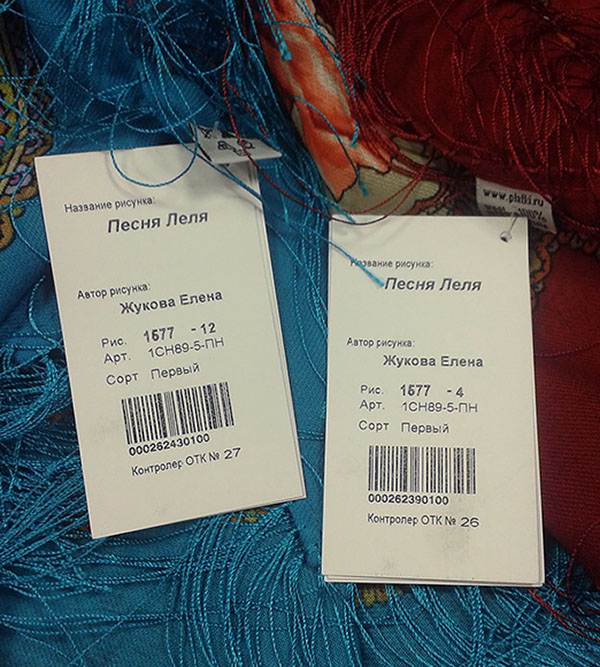 Название рисунка:
Песня Леля
Автор рисунка:
Жукова Елена
Рис. 1577 - 12
Арт. 1СН89-5-ПН
Сорт Первый
000262430100
Контролер ОТК № 27
www.platki.ru
100%
Название рисунка:
Песня Леля
Автор рисунка:
Жукова Елена
Рис. 1577 - 4
Арт. 1СН89-5-ПН
Сорт Первый
000262390100
Контролер ОТК № 26